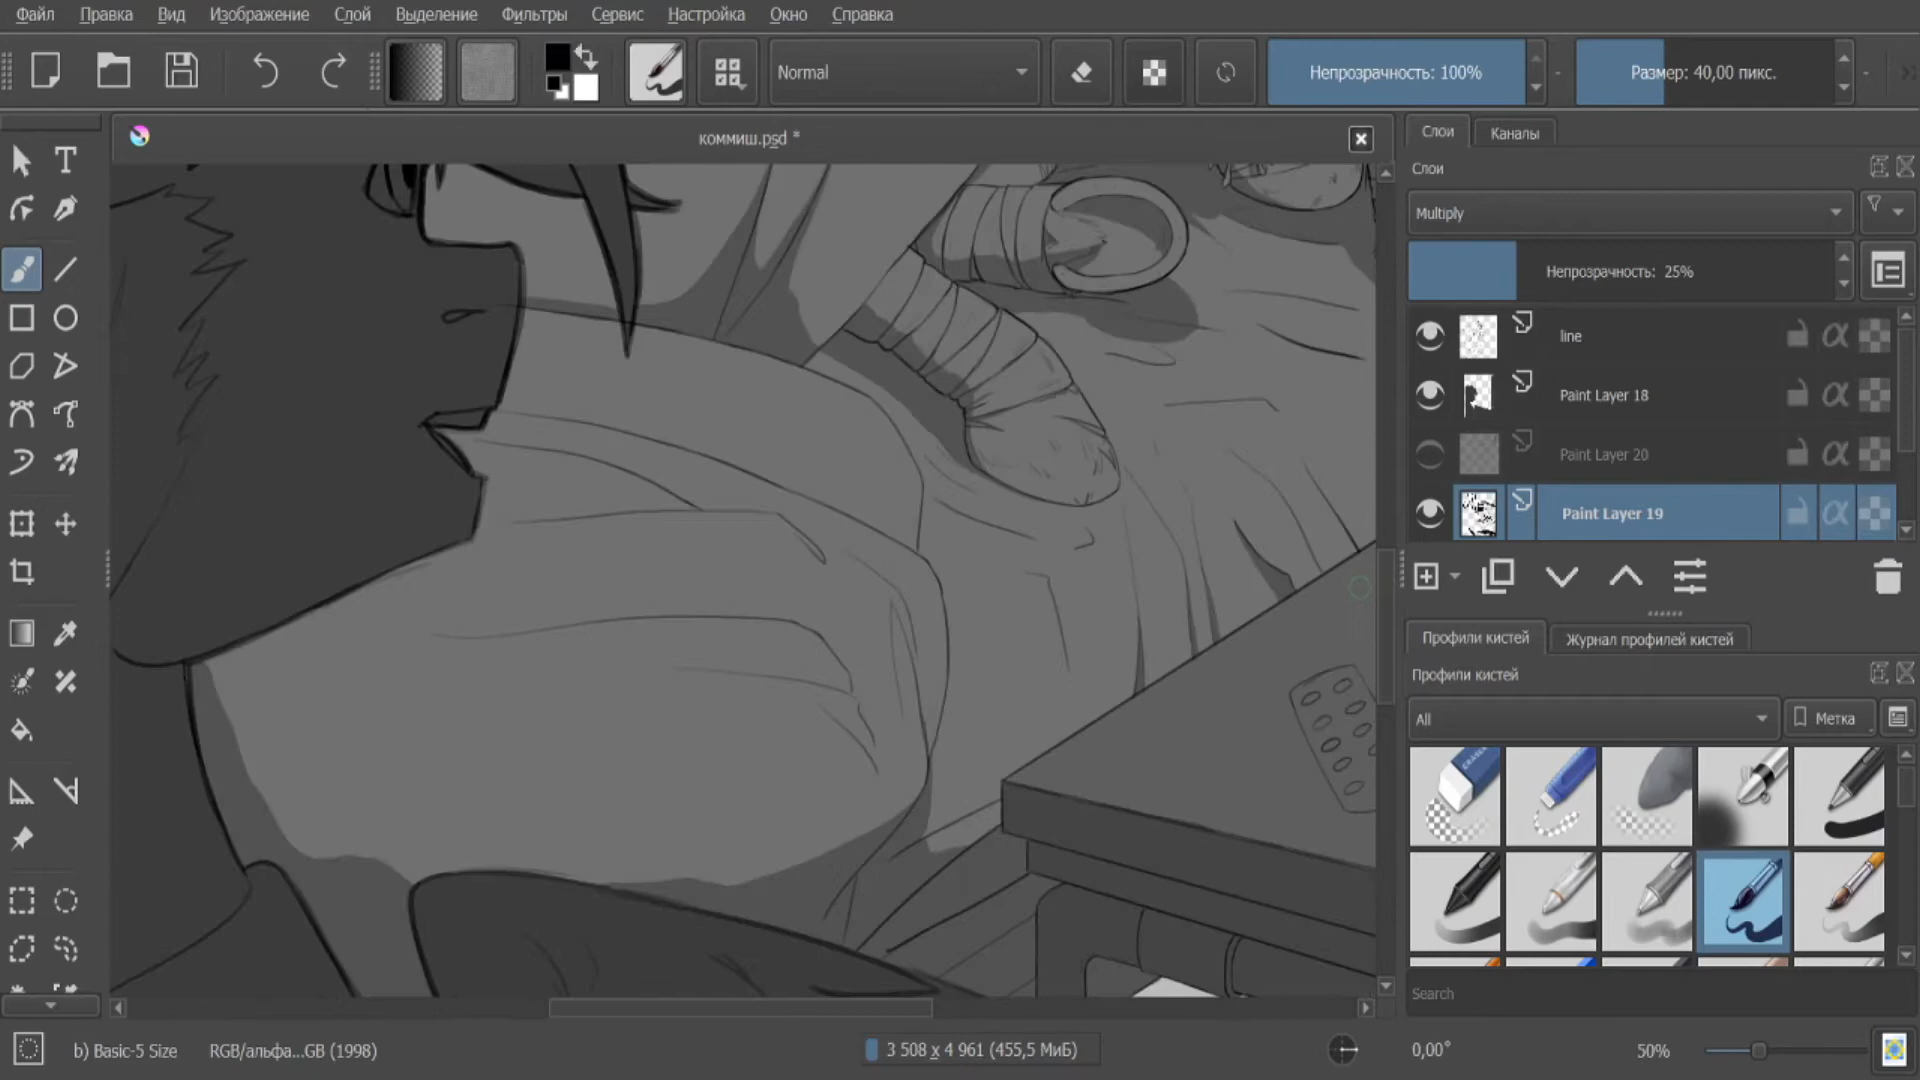 Файл Правка Вид Изображение Слой Выделение Фильтры Сервис Настройка Окно Справка
Normal
Непрозрачность: 100%
Размер: 40,00 пикс.
коммиш.psd *
Слои Каналы
Слои
Multiply
Непрозрачность: 25%
line
Paint Layer 18
Paint Layer 20
Paint Layer 19
Профили кистей Журнал профилей кистей
Профили кистей
All
Метка
Search
b) Basic-5 Size
RGB/альфа...GB (1998)
3 508 x 4 961 (455,5 МиБ)
0,00°
50%